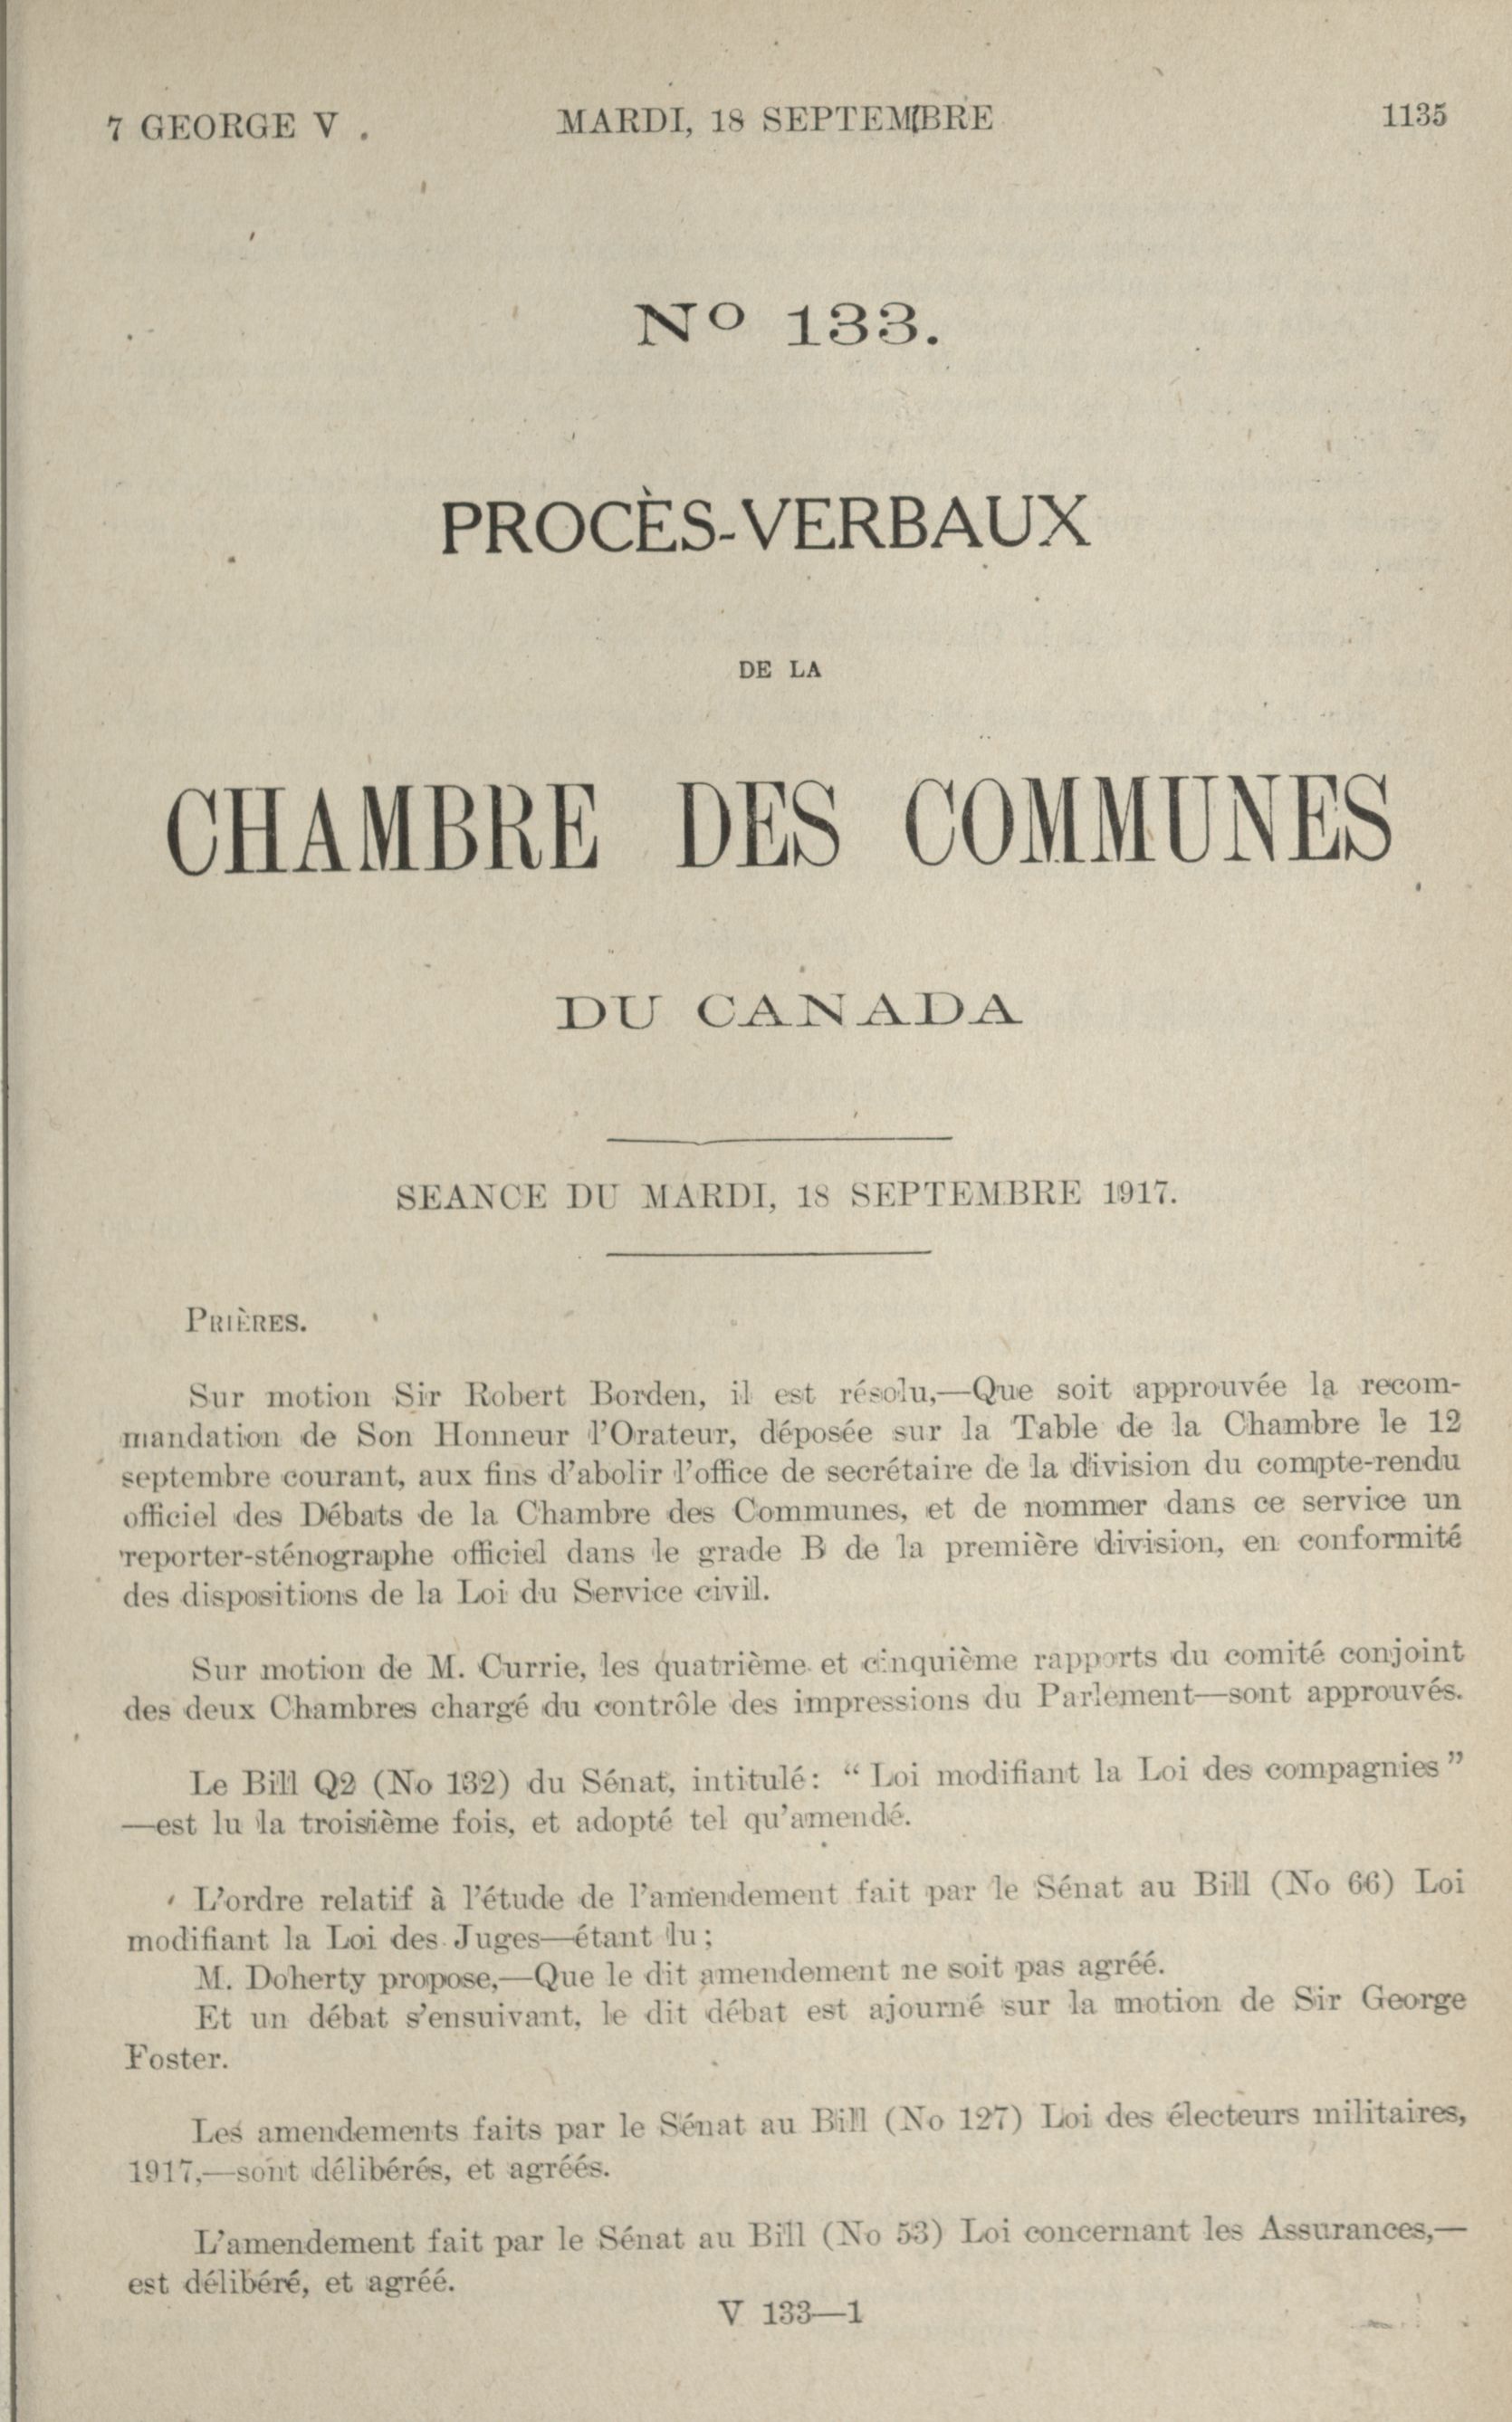 7 GEORGE V .
MARDI, 18 SEPTEMBRE
1135
No 133.
PROCÈS-VERBAUX
DE LA
CHAMBRE DES COMMUNES
DU CANADA
SEANCE DU MARDI, 18 SEPTEMBRE 1917.
PRIÈRES.
Sur motion Sir Robert Borden, il est résolu,—Que soit approuvée la recom-
mandation de Son Honneur l'Orateur, déposée sur la Table de la Chambre le 12
septembre courant, aux fins d'abolir l'office de secrétaire de la division du compte-rendu
officiel des Débats de la Chambre des Communes, et de nommer dans ce service un
reporter-sténographe officiel dans le grade B de la première division, en conformité
des dispositions de la Loi du Service civil.
Sur motion de M. Currie, les quatrième et cinquième rapports du comité conjoint
des deux Chambres chargé du contrôle des impressions du Parlement—sont approuvés.
Le Bill Q2 (No 132) du Sénat, intitulé: “ Loi modifiant la Loi des compagnies ”
—est lu la troisième fois, et adopté tel qu'amendé.
L'ordre relatif à l'étude de l'amendement fait par le Sénat au Bill (No 66) Loi
modifiant la Loi des Juges—étant lu;
M. Doherty propose,—Que le dit amendement ne soit pas agréé.
Et un débat s'ensuivant, le dit débat est ajourné sur la motion de Sir George
Foster.
Les amendements faits par le Sénat au Bill (No 127) Loi des électeurs militaires,
1917,—sont délibérés, et agréés.
L'amendement fait par le Sénat au Bill (No 53) Loi concernant les Assurances,—
est délibéré, et agréé.
V 133—1